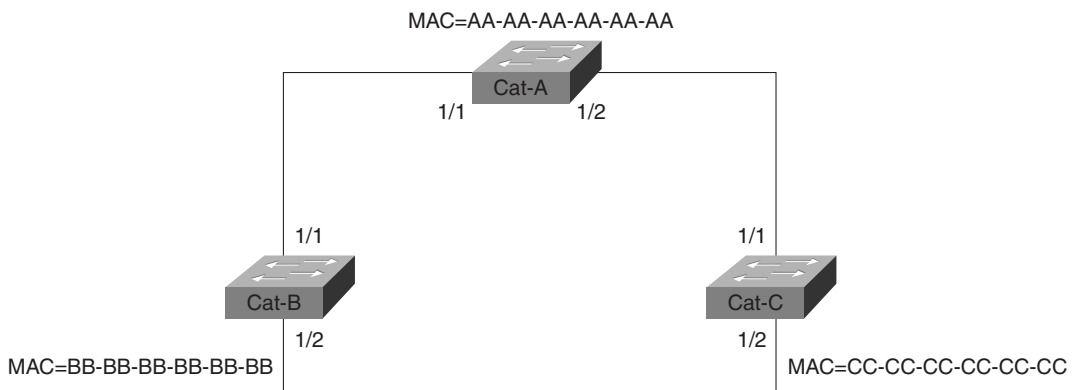 MAC=AA-AA-AA-AA-AA-AA
Cat-A
1/1
1/2
1/1
1/1
Cat-B
Cat-C
1/2
1/2
MAC=BB-BB-BB-BB-BB-BB
MAC=CC-CC-CC-CC-CC-CC